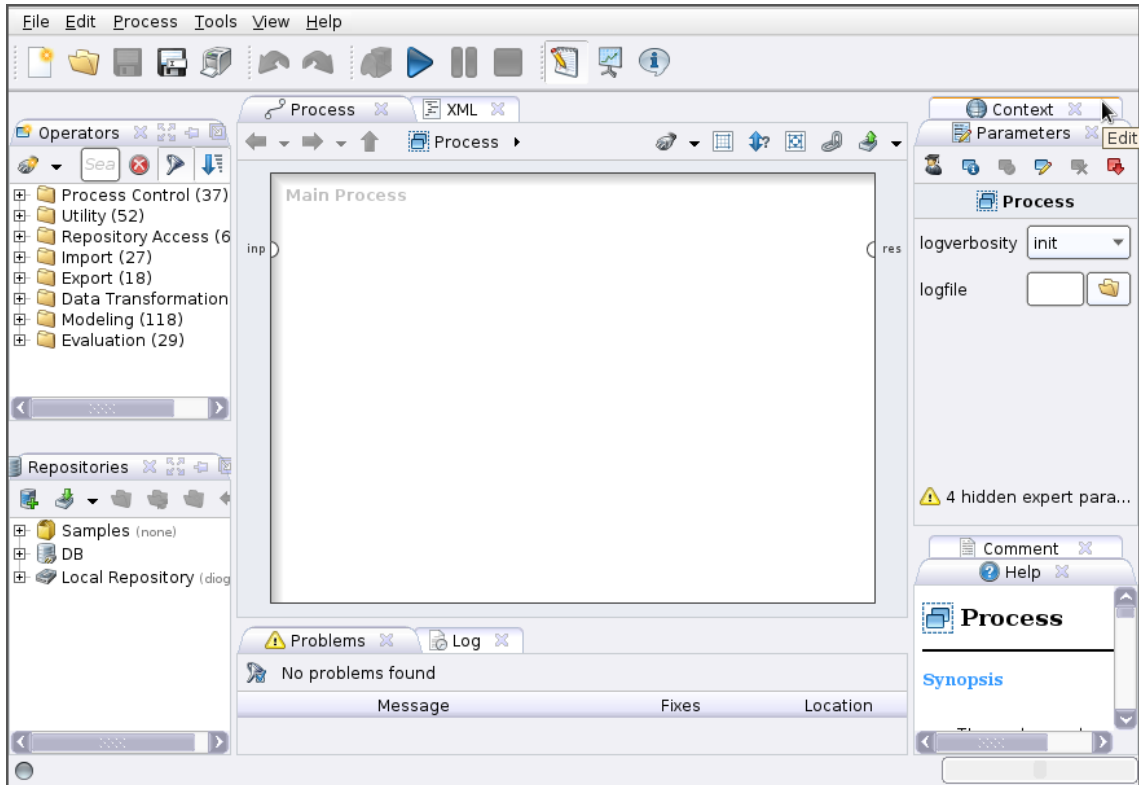 File Edit Process Tools View Help
Process XML
Context
Operators
Parameters
Edit
Process
Sea
Process Control (37)
Utility (52)
Repository Access (6
Import (27)
Export (18)
Data Transformation
Modeling (118)
Evaluation (29)
Main Process
inp
res
Process
logverbosity init
logfile
4 hidden expert para...
Repositories
Samples (none)
DB
Local Repository (diog
Comment
Help
Process
Synopsis
Problems Log
No problems found
Message Fixes Location